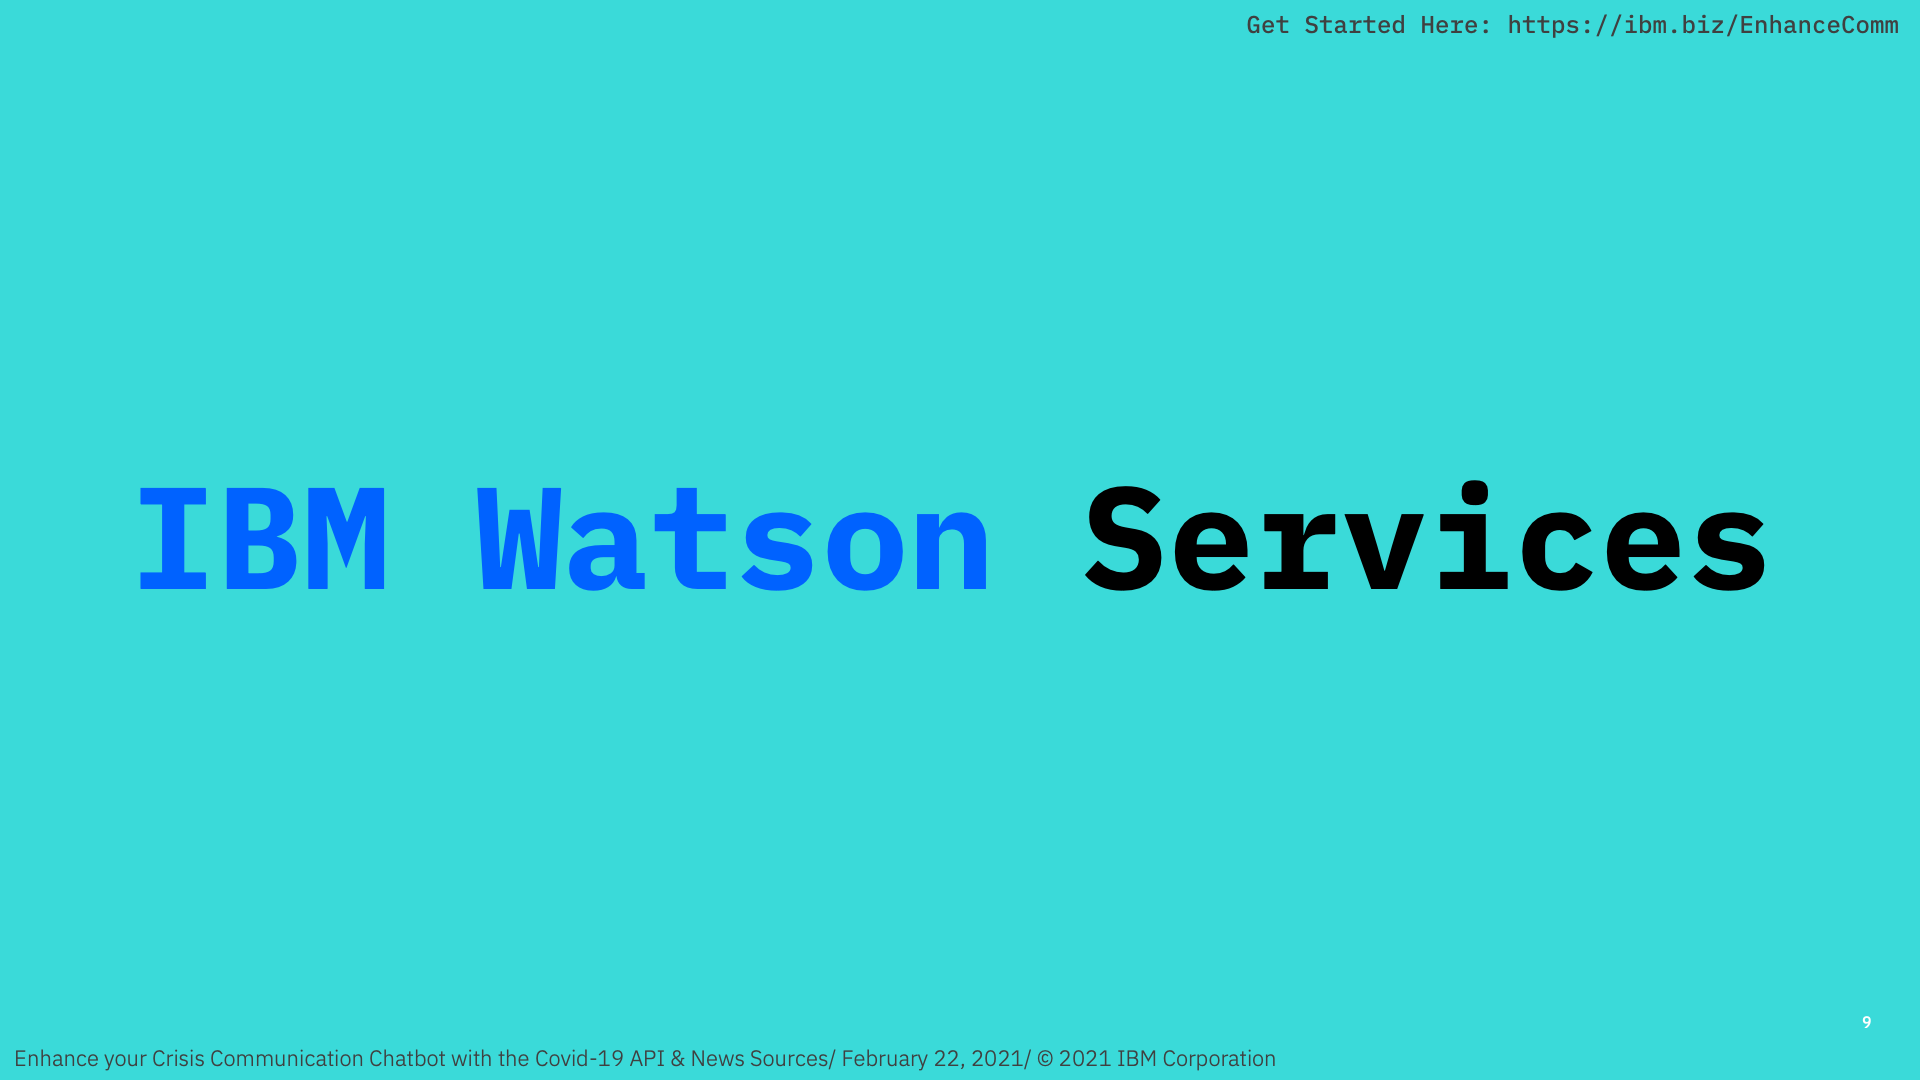 Get Started Here: https://ibm.biz/EnhanceComm
IBM Watson Services
9
Enhance your Crisis Communication Chatbot with the Covid-19 API & News Sources/ February 22, 2021/ © 2021 IBM Corporation